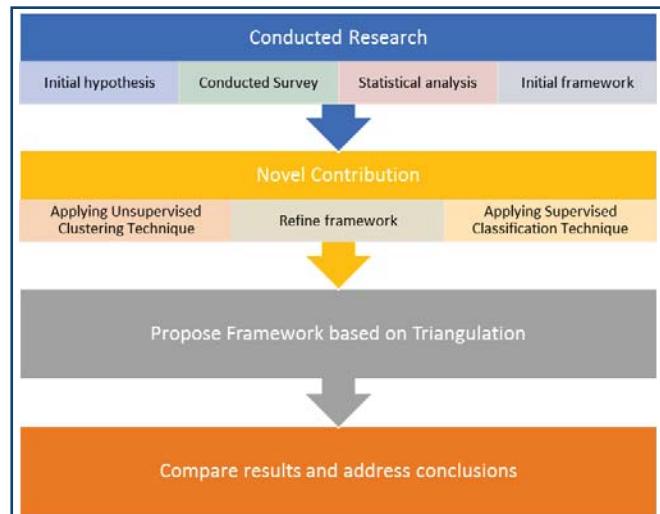 Conducted Research
Initial hypothesis
Conducted Survey
Statistical analysis
Initial framework
Novel Contribution
Applying Unsupervised
Clustering Technique
Refine framework
Applying Supervised
Classification Technique
Propose Framework based on Triangulation
Compare results and address conclusions